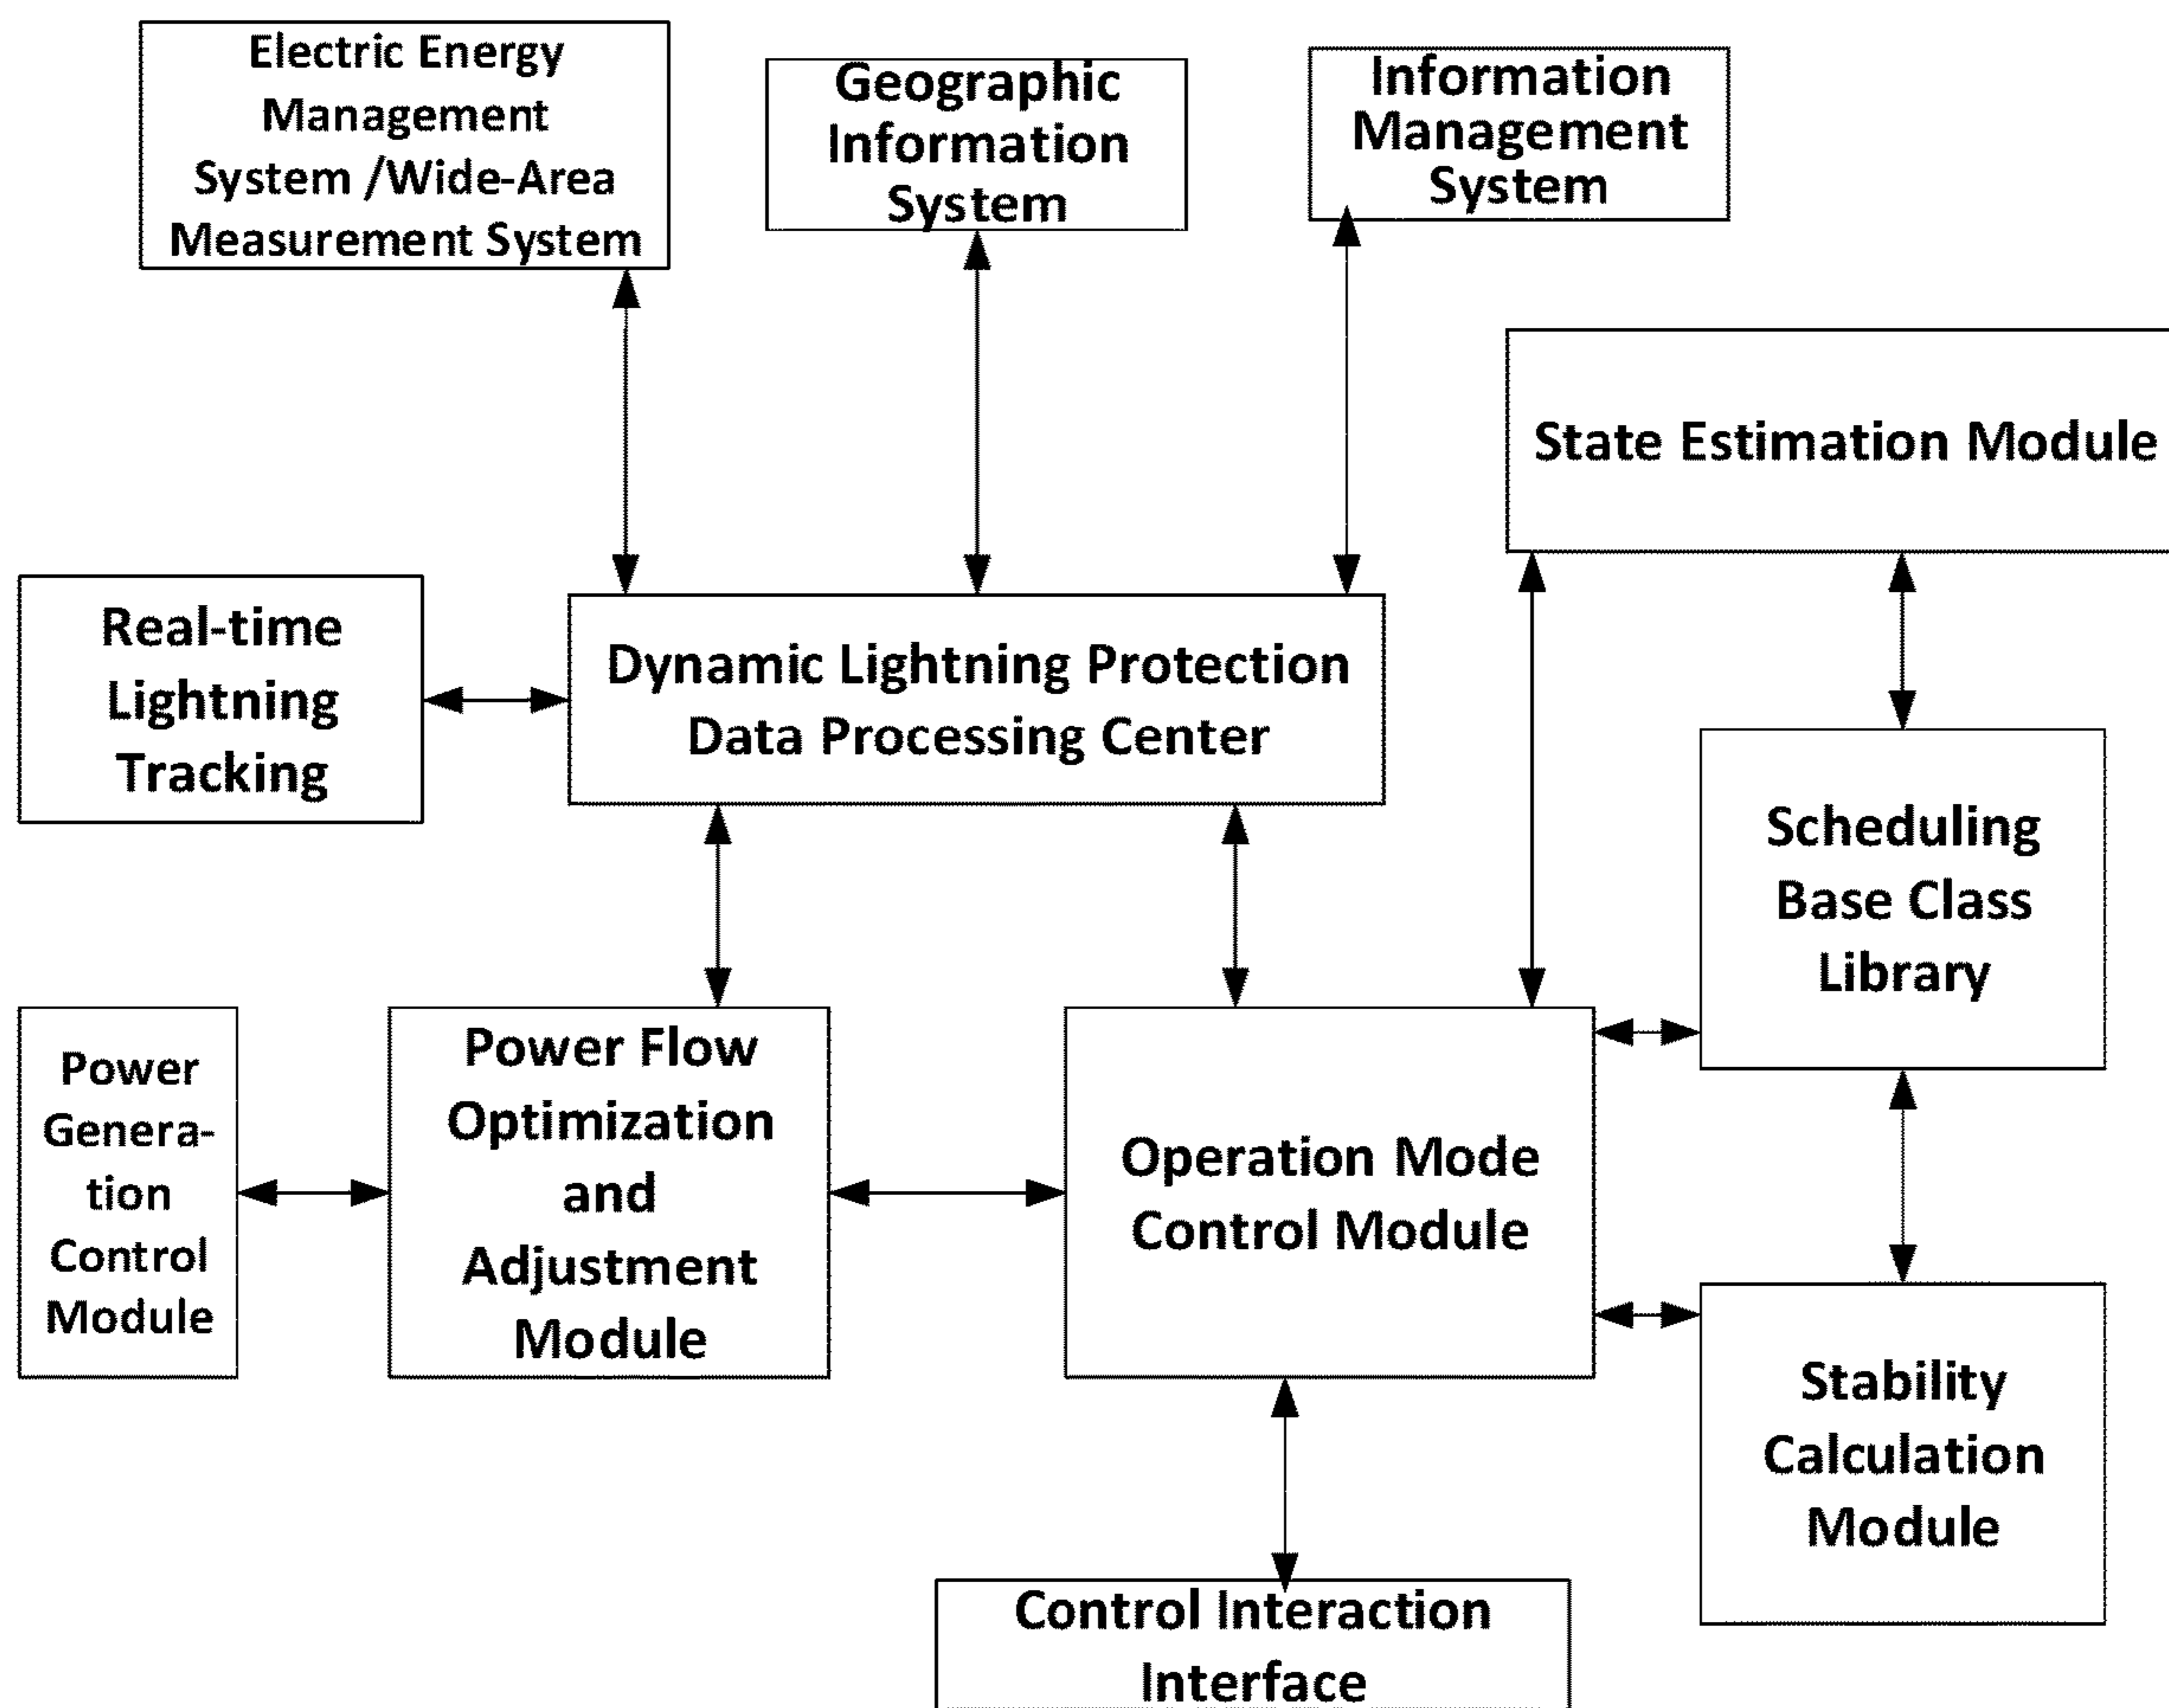 Electric Energy
Management
System /Wide-Area
Measurement System
Geographic
Information
System
Information
Management
System
State Estimation Module
Real-time
Lightning
Tracking
Dynamic Lightning Protection
Data Processing Center
Scheduling
Base Class
Library
Power
Genera-
tion
Control
Module
Power Flow
Optimization
and
Adjustment
Module
Operation Mode
Control Module
Stability
Calculation
Module
Control Interaction
Interface